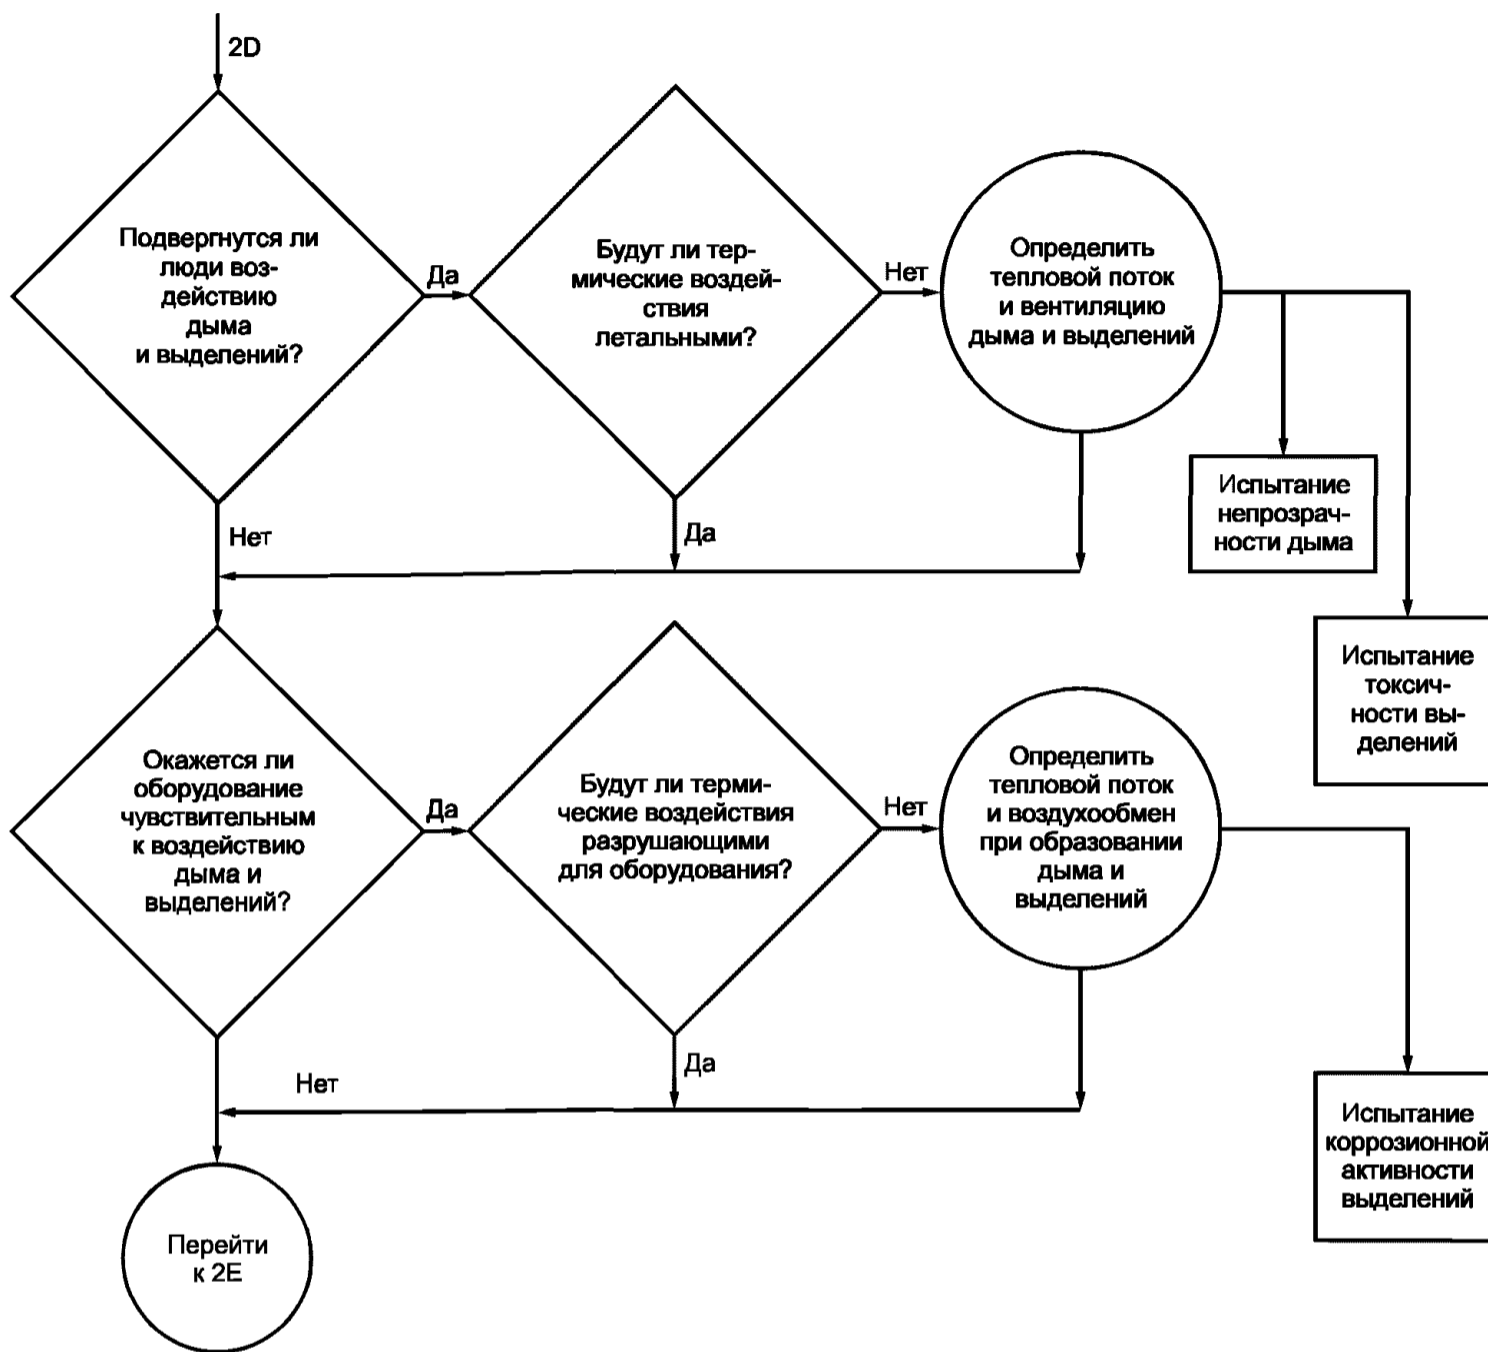 2D
Подвергнутся ли
люди воз-
действию
дыма
и выделений?
Да
Будут ли тер-
мические воздей-
ствия
летальными?
Нет
Определить
тепловой поток
и вентиляцию
дыма и выделений
Испытание
непрозрач-
ности дыма
Нет
Да
Испытание
токсич-
ности вы-
делений
Окажется ли
оборудование
чувствительным
к воздействию
дыма и
выделений?
Да
Будут ли терми-
ческие воздействия
разрушающими
для оборудования?
Нет
Определить
тепловой поток
и воздухообмен
при образовании
дыма и
выделений
Нет
Да
Испытание
коррозионной
активности
выделений
Перейти
к 2E